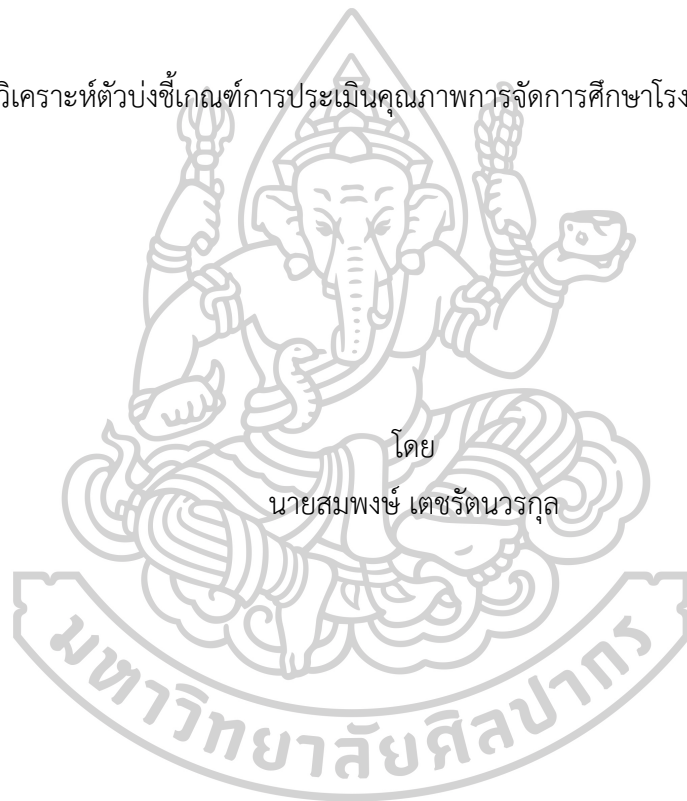 วิเคราะห์ตัวบ่งชี้เกณฑ์การประเมินคุณภาพการจัดการศึกษาโรง
โดย
นายสมพงษ์ เตชรัตนวรกุล
มหาวิทยาลัยศิลปากร